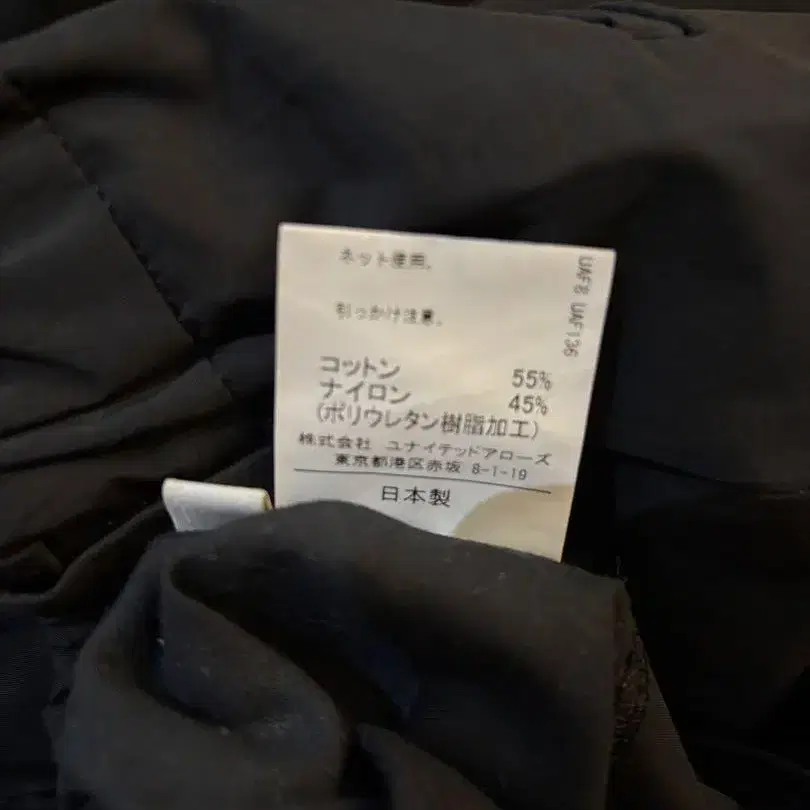 ネット使用。
引っかけ注意。
コットン 55%
ナイロン 45%
(ポリウレタン樹脂加工)
株式会社 ユナイテッドアローズ
東京都港区赤坂 8-1-19
日本製
UAF8 UAF136